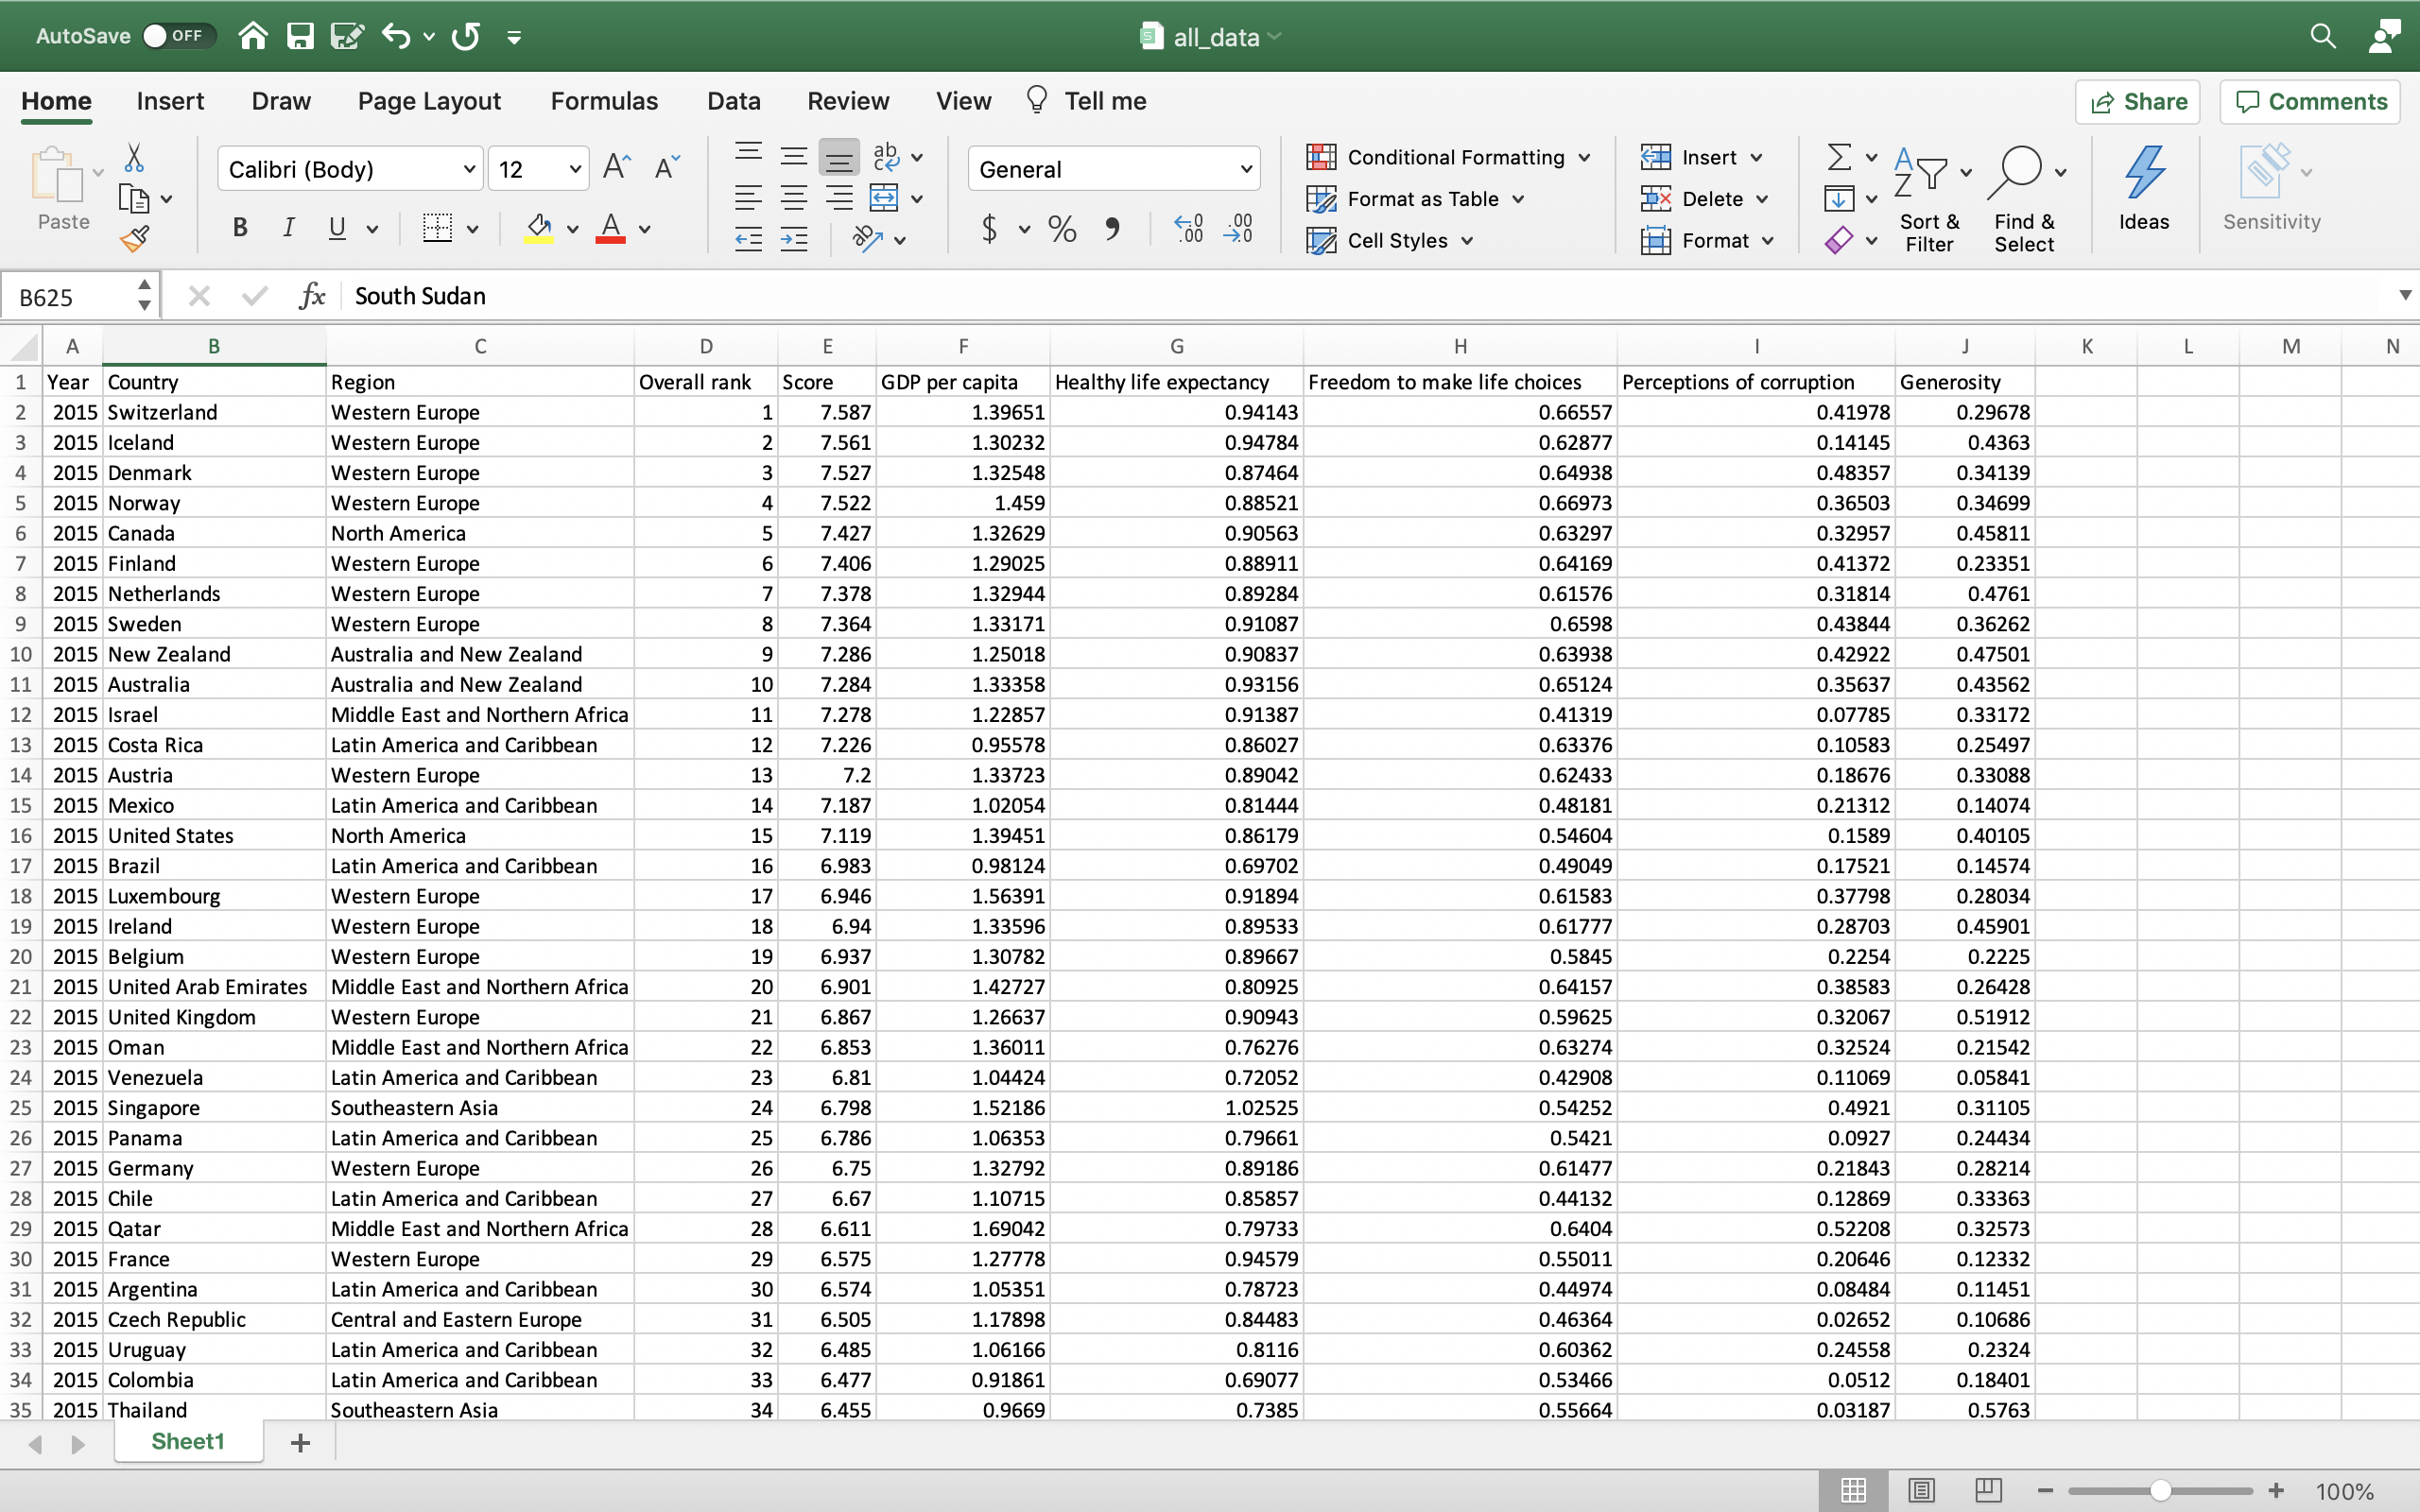 AutoSave OFF all_data
Home Insert Draw Page Layout Formulas Data Review View Tell me Share Comments
Paste Calibri (Body) 12 General Conditional Formatting Format as Table Cell Styles Insert Delete Format Sort & Filter Find & Select Ideas Sensitivity
B625 fx South Sudan
A B C D E F G H I J K L M N
1 Year Country Region Overall rank Score GDP per capita Healthy life expectancy Freedom to make life choices Perceptions of corruption Generosity
2 2015 Switzerland Western Europe 1 7.587 1.39651 0.94143 0.66557 0.41978 0.29678
3 2015 Iceland Western Europe 2 7.561 1.30232 0.94784 0.62877 0.14145 0.4363
4 2015 Denmark Western Europe 3 7.527 1.32548 0.87464 0.64938 0.48357 0.34139
5 2015 Norway Western Europe 4 7.522 1.459 0.88521 0.66973 0.36503 0.34699
6 2015 Canada North America 5 7.427 1.32629 0.90563 0.63297 0.32957 0.45811
7 2015 Finland Western Europe 6 7.406 1.29025 0.88911 0.64169 0.41372 0.23351
8 2015 Netherlands Western Europe 7 7.378 1.32944 0.89284 0.61576 0.31814 0.4761
9 2015 Sweden Western Europe 8 7.364 1.33171 0.91087 0.6598 0.43844 0.36262
10 2015 New Zealand Australia and New Zealand 9 7.286 1.25018 0.90837 0.63938 0.42922 0.47501
11 2015 Australia Australia and New Zealand 10 7.284 1.33358 0.93156 0.65124 0.35637 0.43562
12 2015 Israel Middle East and Northern Africa 11 7.278 1.22857 0.91387 0.41319 0.07785 0.33172
13 2015 Costa Rica Latin America and Caribbean 12 7.226 0.95578 0.86027 0.63376 0.10583 0.25497
14 2015 Austria Western Europe 13 7.2 1.33723 0.89042 0.62433 0.18676 0.33088
15 2015 Mexico Latin America and Caribbean 14 7.187 1.02054 0.81444 0.48181 0.21312 0.14074
16 2015 United States North America 15 7.119 1.39451 0.86179 0.54604 0.1589 0.40105
17 2015 Brazil Latin America and Caribbean 16 6.983 0.98124 0.69702 0.49049 0.17521 0.14574
18 2015 Luxembourg Western Europe 17 6.946 1.56391 0.91894 0.61583 0.37798 0.28034
19 2015 Ireland Western Europe 18 6.94 1.33596 0.89533 0.61777 0.28703 0.45901
20 2015 Belgium Western Europe 19 6.937 1.30782 0.89667 0.5845 0.2254 0.2225
21 2015 United Arab Emirates Middle East and Northern Africa 20 6.901 1.42727 0.80925 0.64157 0.38583 0.26428
22 2015 United Kingdom Western Europe 21 6.867 1.26637 0.90943 0.59625 0.32067 0.51912
23 2015 Oman Middle East and Northern Africa 22 6.853 1.36011 0.76276 0.63274 0.32524 0.21542
24 2015 Venezuela Latin America and Caribbean 23 6.81 1.04424 0.72052 0.42908 0.11069 0.05841
25 2015 Singapore Southeastern Asia 24 6.798 1.52186 1.02525 0.54252 0.4921 0.31105
26 2015 Panama Latin America and Caribbean 25 6.786 1.06353 0.79661 0.5421 0.0927 0.24434
27 2015 Germany Western Europe 26 6.75 1.32792 0.89186 0.61477 0.21843 0.28214
28 2015 Chile Latin America and Caribbean 27 6.67 1.10715 0.85857 0.44132 0.12869 0.33363
29 2015 Qatar Middle East and Northern Africa 28 6.611 1.69042 0.79733 0.6404 0.52208 0.32573
30 2015 France Western Europe 29 6.575 1.27778 0.94579 0.55011 0.20646 0.12332
31 2015 Argentina Latin America and Caribbean 30 6.574 1.05351 0.78723 0.44974 0.08484 0.11451
32 2015 Czech Republic Central and Eastern Europe 31 6.505 1.17898 0.84483 0.46364 0.02652 0.10686
33 2015 Uruguay Latin America and Caribbean 32 6.485 1.06166 0.8116 0.60362 0.24558 0.2324
34 2015 Colombia Latin America and Caribbean 33 6.477 0.91861 0.69077 0.53466 0.0512 0.18401
35 2015 Thailand Southeastern Asia 34 6.455 0.9669 0.7385 0.55664 0.03187 0.5763
Sheet1
100%